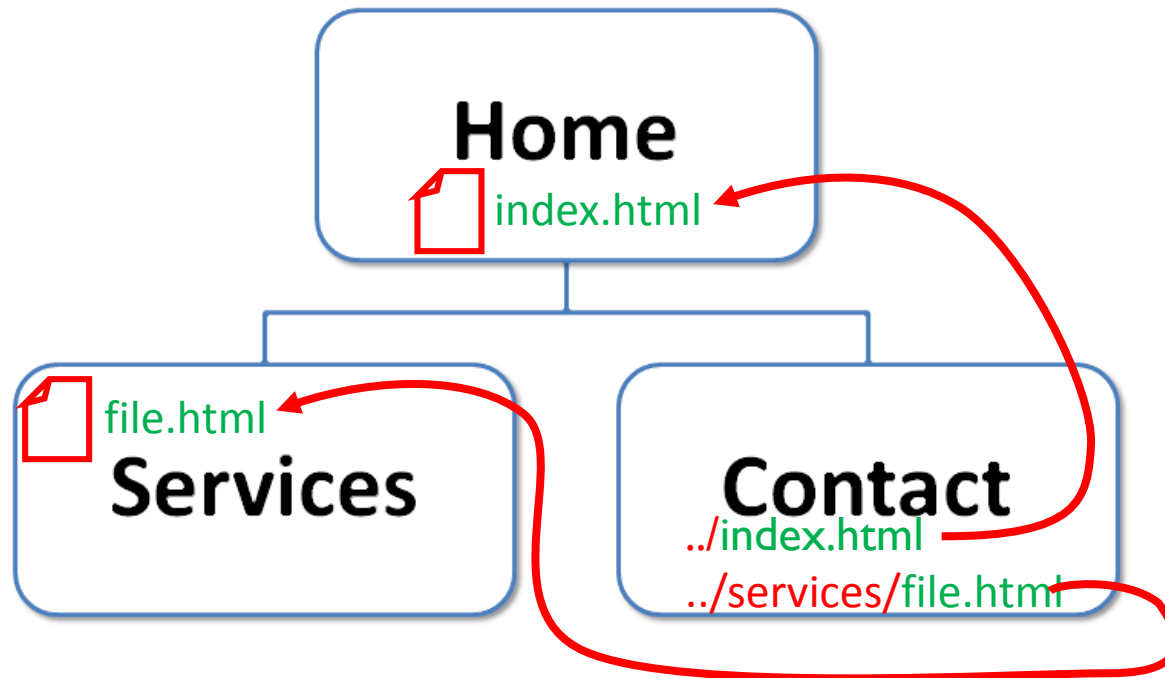 Home
index.html
file.html
Services
Contact
../index.html
../services/file.html